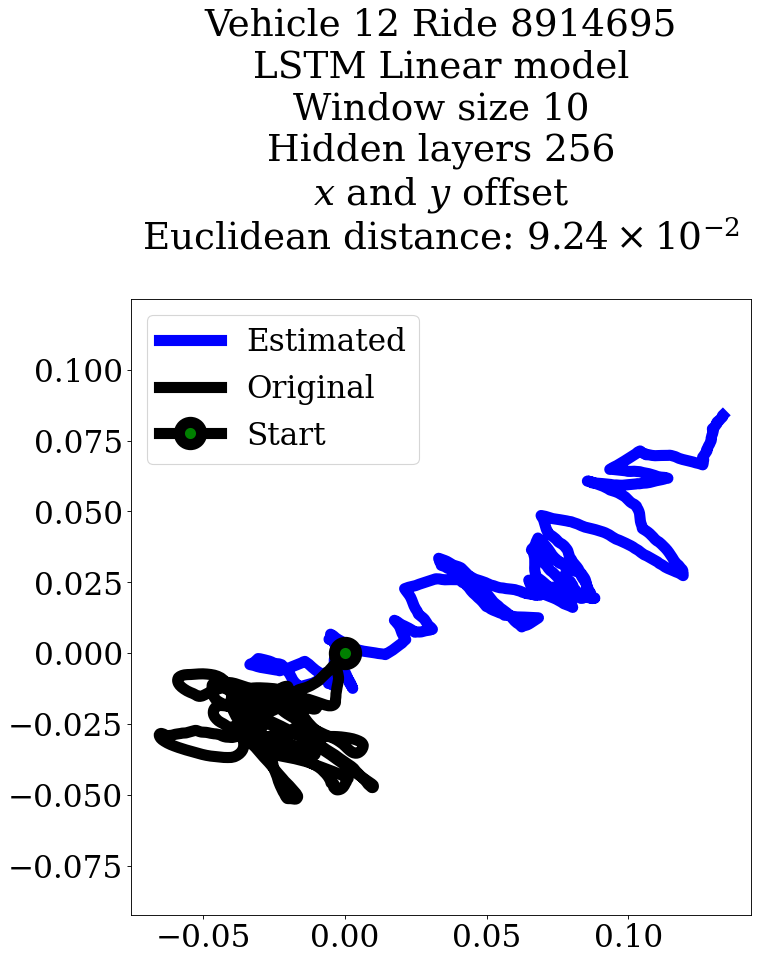 Vehicle 12 Ride 8914695
LSTM Linear model
Window size 10
Hidden layers 256
x and y offset
Euclidean distance: 9.24 × 10⁻²
Estimated
Original
Start
0.100
0.075
0.050
0.025
0.000
−0.025
−0.050
−0.075
−0.05 0.00 0.05 0.10